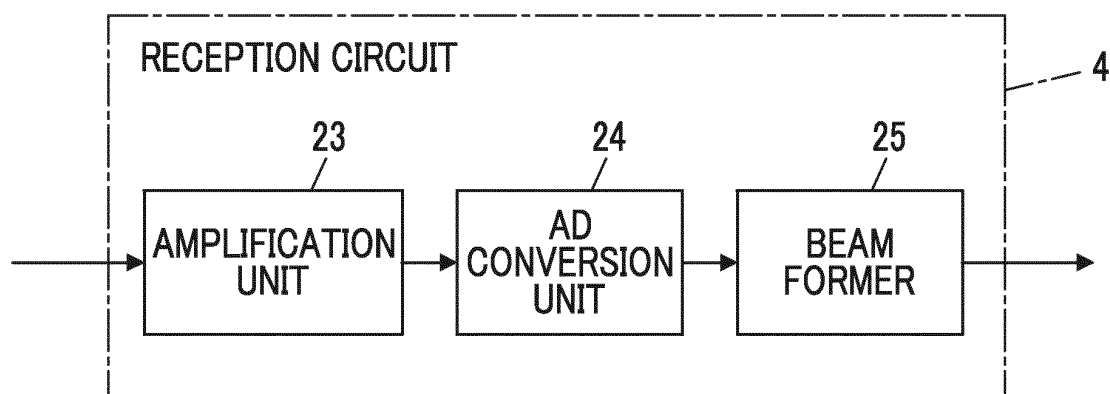 RECEPTION CIRCUIT
4
23
24
25
AMPLIFICATION
UNIT
AD
CONVERSION
UNIT
BEAM
FORMER